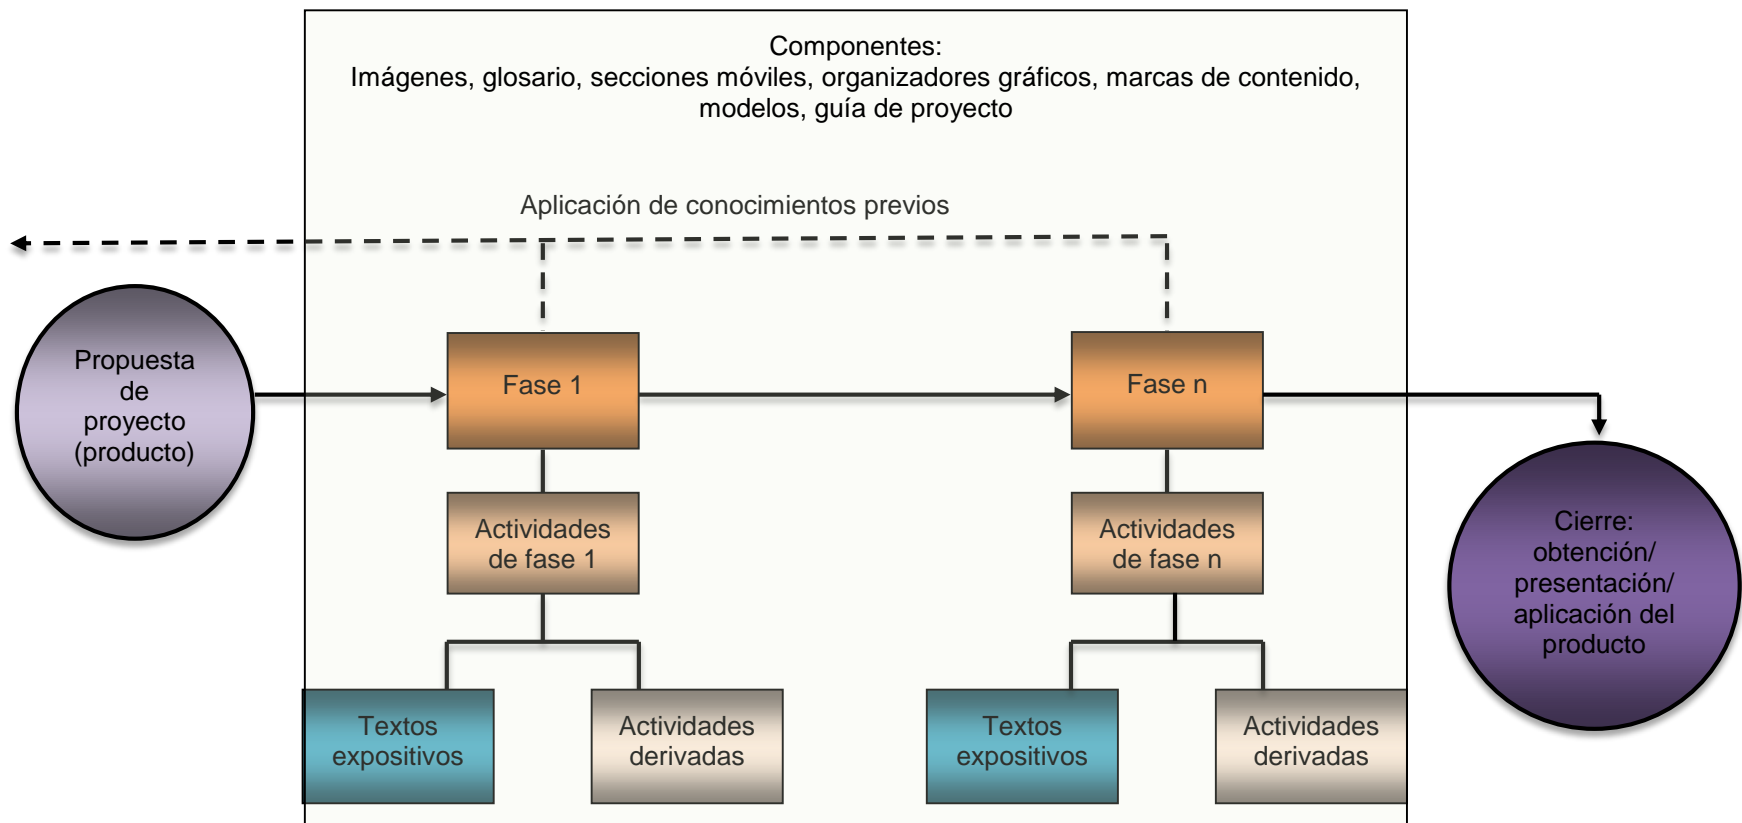 Componentes:
Imágenes, glosario, secciones móviles, organizadores gráficos, marcas de contenido,
modelos, guía de proyecto
Aplicación de conocimientos previos
Propuesta
de
proyecto
(producto)
Fase 1
Fase n
Actividades
de fase 1
Actividades
de fase n
Cierre:
obtención/
presentación/
aplicación del
producto
Textos
expositivos
Actividades
derivadas
Textos
expositivos
Actividades
derivadas